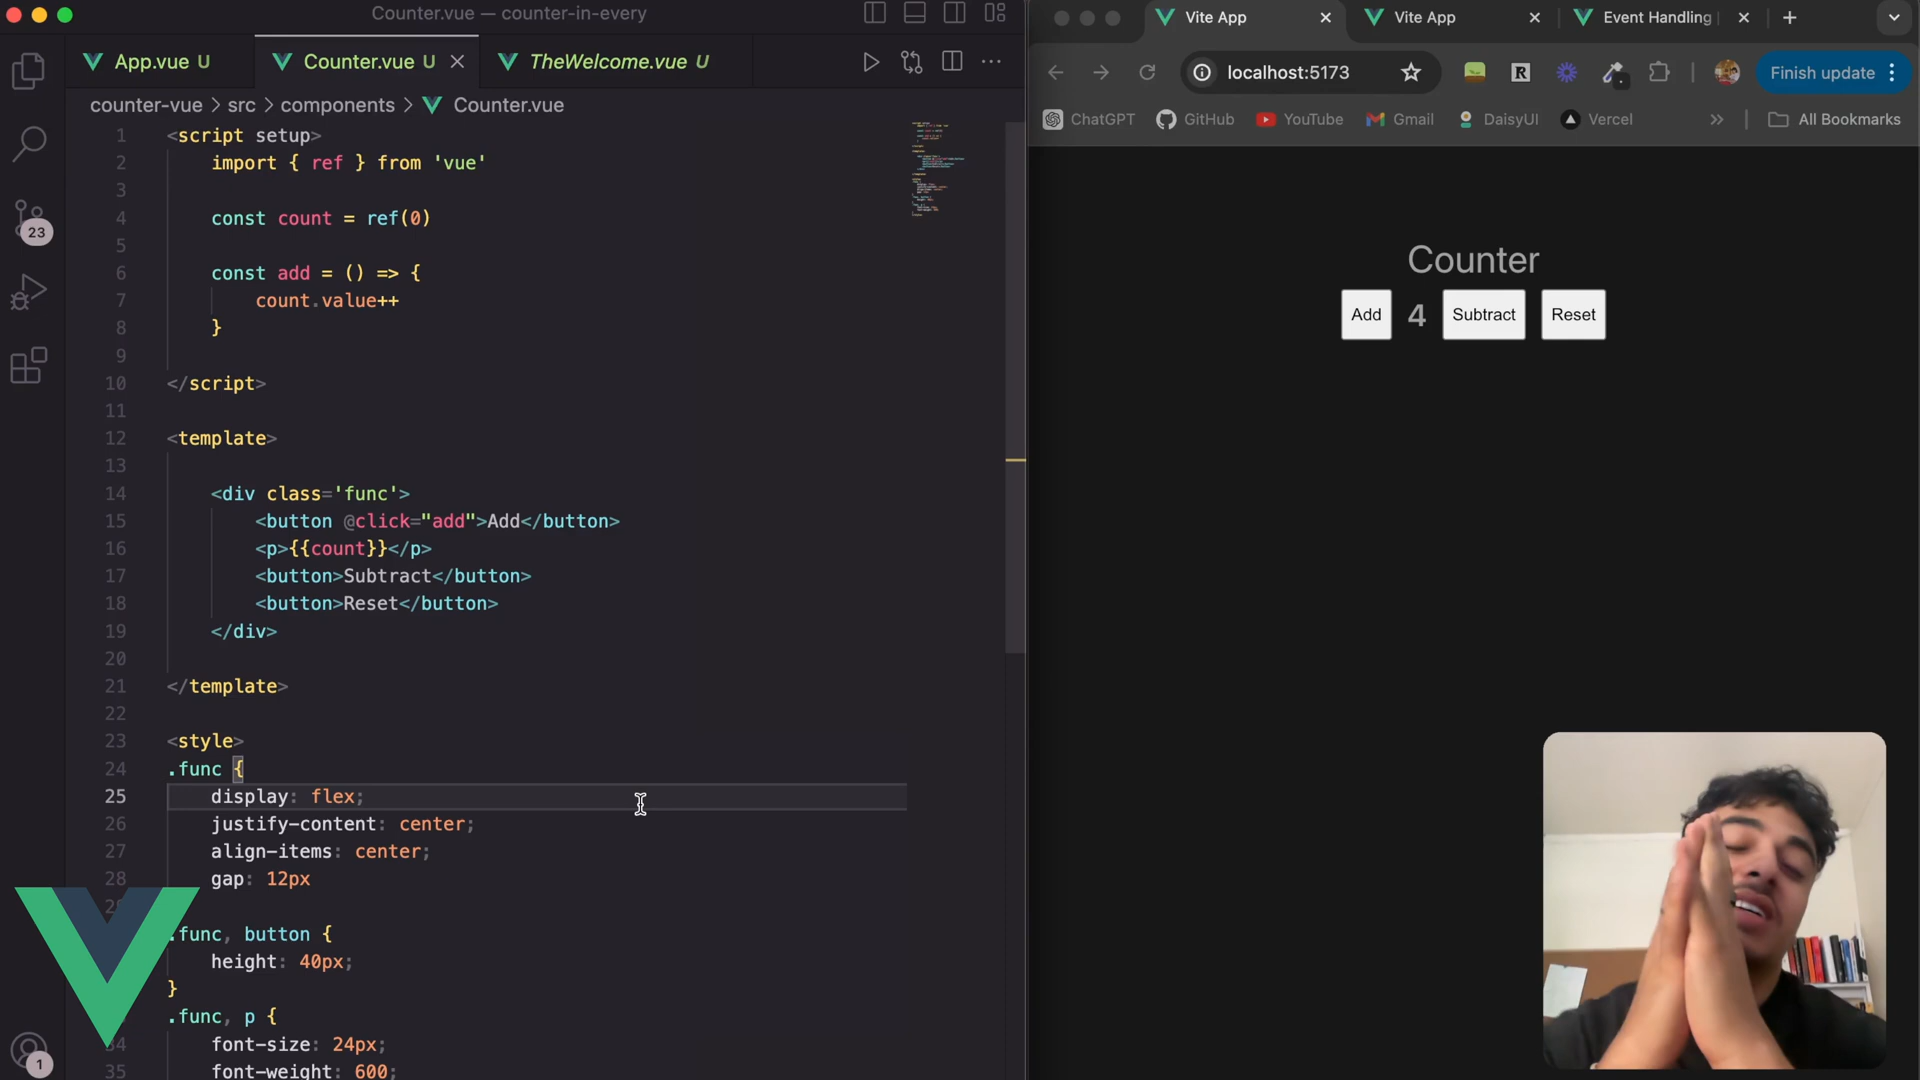 Counter.vue — counter-in-every
App.vue U
Counter.vue U
TheWelcome.vue U
counter-vue > src > components > Counter.vue
1 <script setup>
2 import { ref } from 'vue'
3
4 const count = ref(0)
5
6 const add = () => {
7 count.value++
8 }
9
10 </script>
11
12 <template>
13
14 <div class='func'>
15 <button @click="add">Add</button>
16 <p>{{count}}</p>
17 <button>Subtract</button>
18 <button>Reset</button>
19 </div>
20
21 </template>
22
23 <style>
24 .func {
25 display: flex;
26 justify-content: center;
27 align-items: center;
28 gap: 12px
.func, button {
height: 40px;
}
.func, p {
34 font-size: 24px;
35 font-weight: 600;
23
1
Vite App
Vite App
Event Handling
localhost:5173
Finish update
ChatGPT
GitHub
YouTube
Gmail
DaisyUI
Vercel
All Bookmarks
Counter
Add 4 Subtract Reset